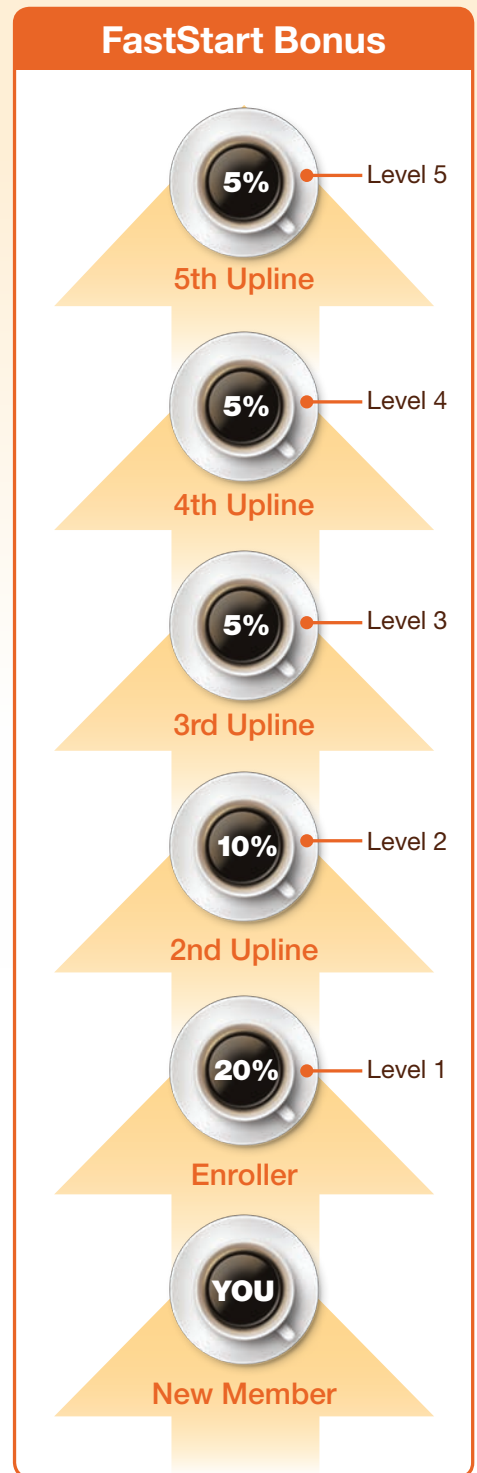 FastStart Bonus
5%
Level 5
5th Upline
5%
Level 4
4th Upline
5%
Level 3
3rd Upline
10%
Level 2
2nd Upline
20%
Level 1
Enroller
YOU
New Member